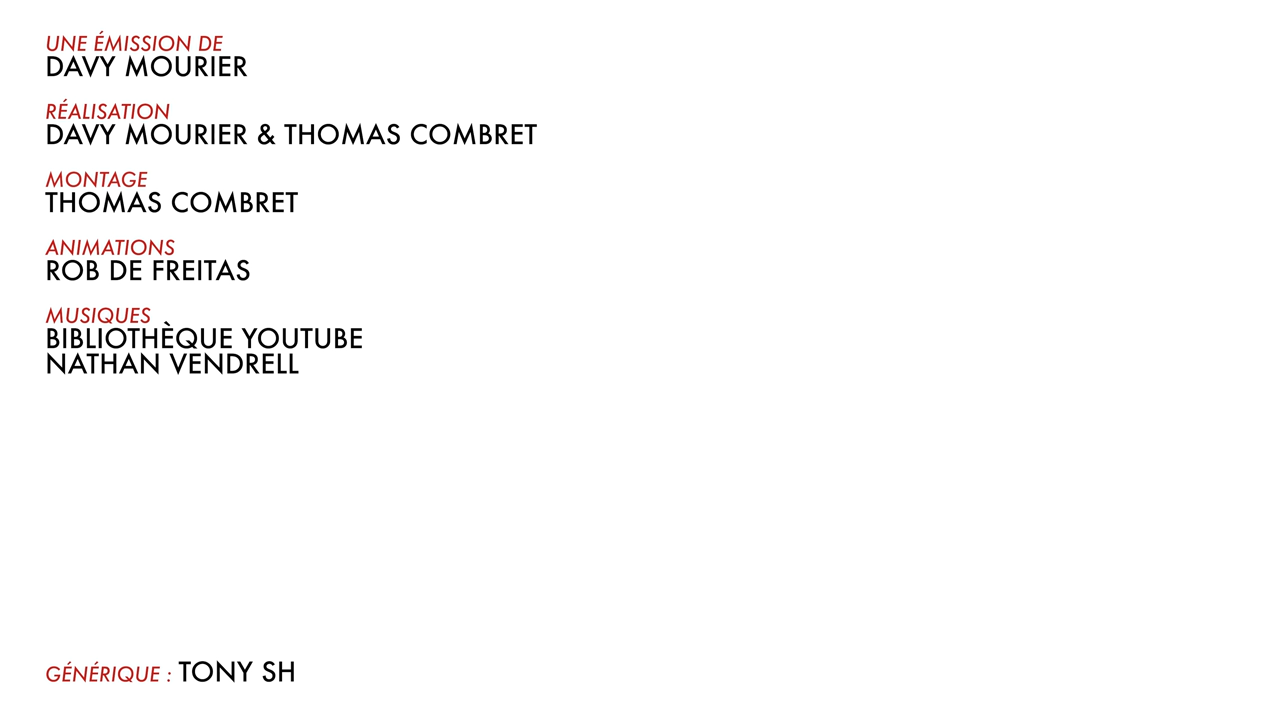 UNE ÉMISSION DE
DAVY MOURIER
RÉALISATION
DAVY MOURIER & THOMAS COMBRET
MONTAGE
THOMAS COMBRET
ANIMATIONS
ROB DE FREITAS
MUSIQUES
BIBLIOTHÈQUE YOUTUBE
NATHAN VENDRELL
GÉNÉRIQUE : TONY SH